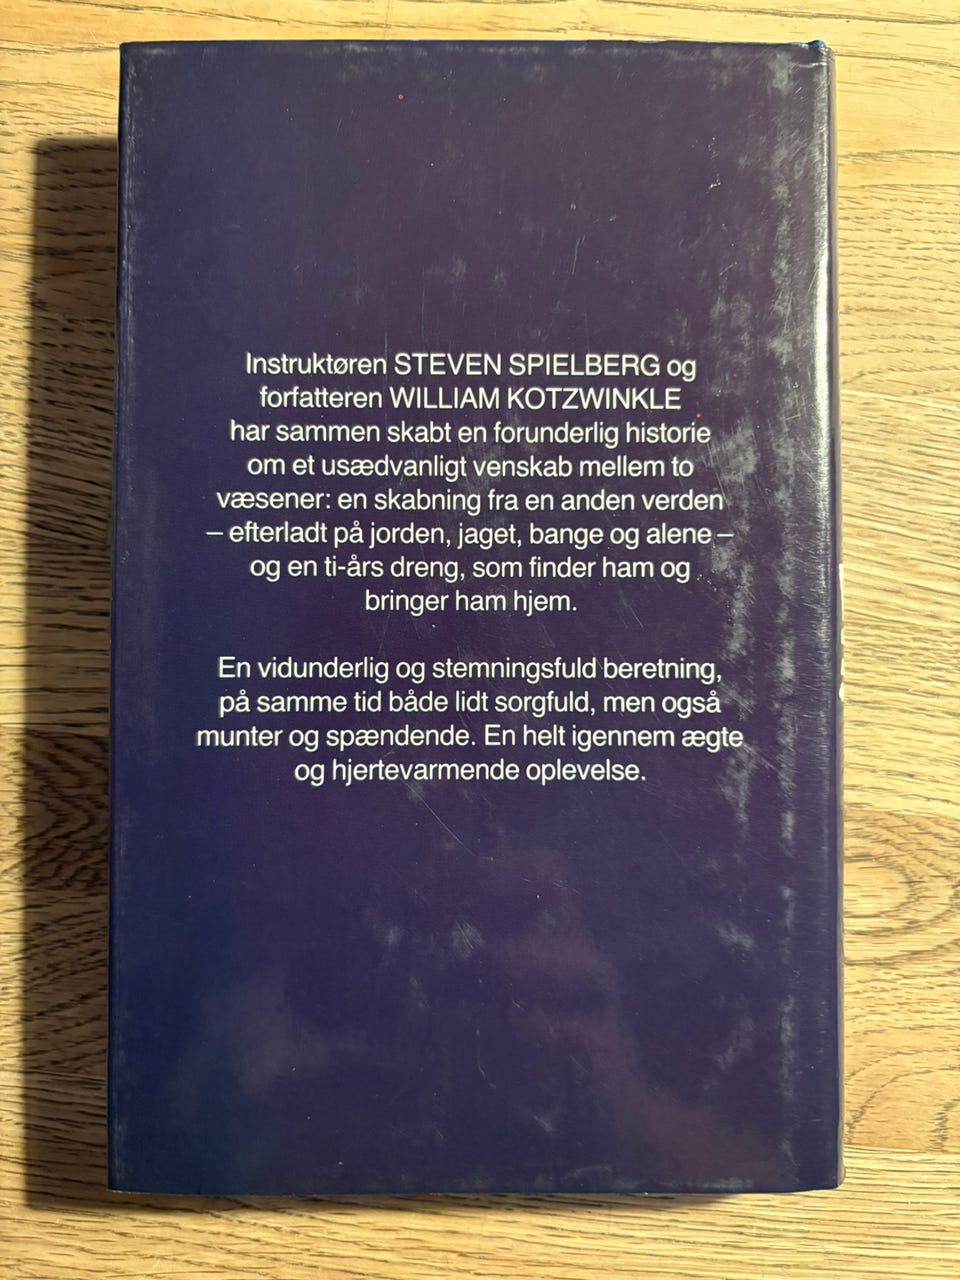 Instruktøren STEVEN SPIELBERG og
forfatteren WILLIAM KOTZWINKLE
har sammen skabt en forunderlig historie
om et usædvanligt venskab mellem to
væsener: en skabning fra en anden verden
– efterladt på jorden, jaget, bange og alene –
og en ti-års dreng, som finder ham og
bringer ham hjem.
En vidunderlig og stemningsfuld beretning,
på samme tid både lidt sorgfuld, men også
munter og spændende. En helt igennem ægte
og hjertevarmende oplevelse.